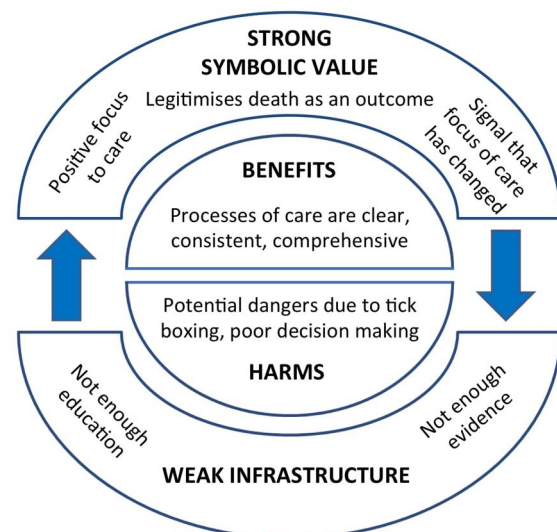 STRONG
SYMBOLIC VALUE
Legitimises death as an outcome
Positive focus
to care
Signal that
focus of care
has changed
BENEFITS
Processes of care are clear,
consistent, comprehensive
Potential dangers due to tick
boxing, poor decision making
HARMS
Not enough
education
Not enough
evidence
WEAK INFRASTRUCTURE